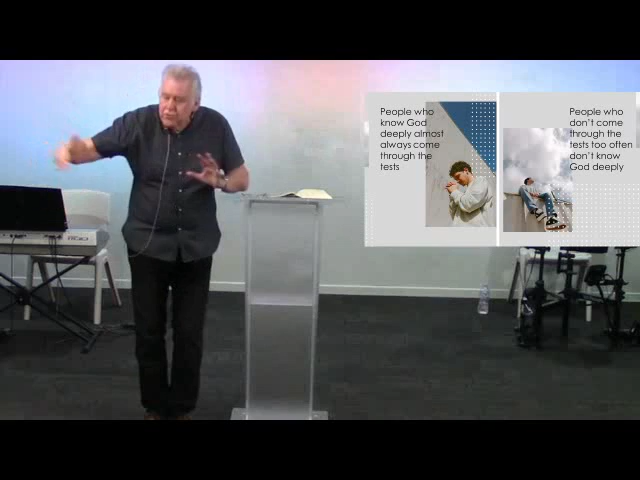 People who
know God
deeply almost
always come
through the
tests
People who
don't come
through the
tests too often
don't know
God deeply